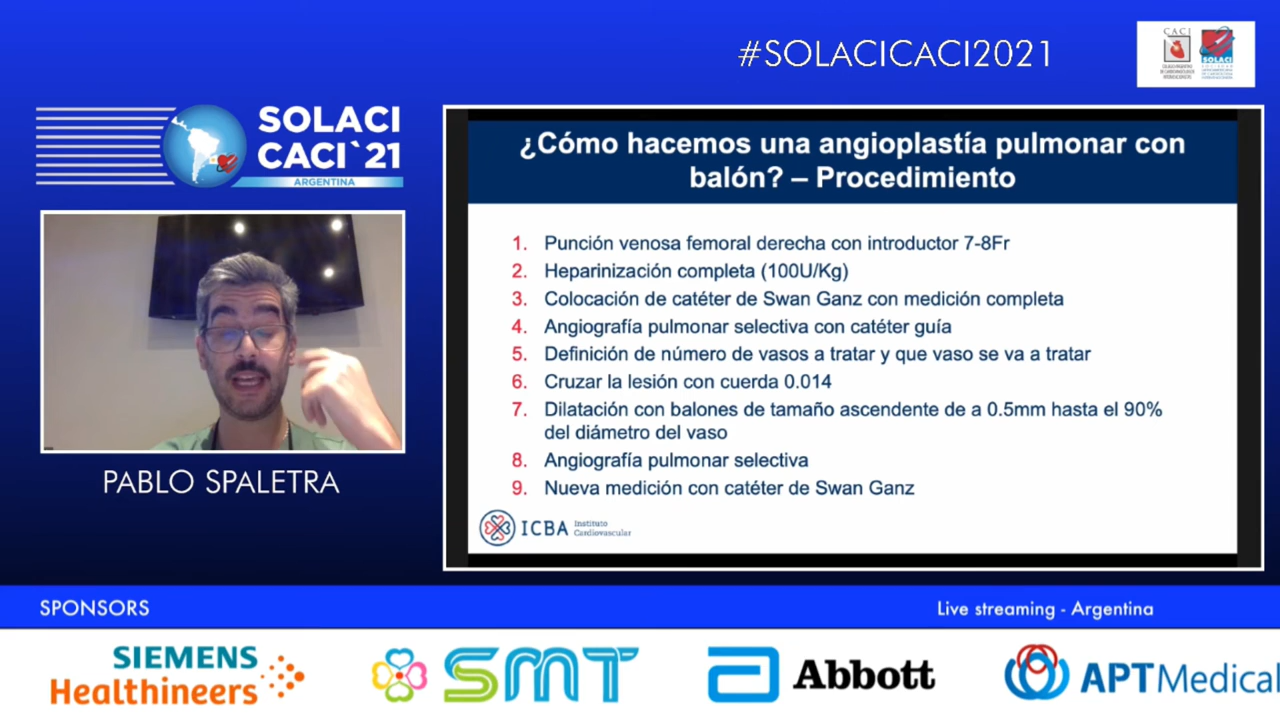 #SOLACICACI2021
CACI
SOLACI
SOLACI
CACI`21
ARGENTINA
PABLO SPALETRA
¿Cómo hacemos una angioplastía pulmonar con
balón? – Procedimiento
1. Punción venosa femoral derecha con introductor 7-8Fr
2. Heparinización completa (100U/Kg)
3. Colocación de catéter de Swan Ganz con medición completa
4. Angiografía pulmonar selectiva con catéter guía
5. Definición de número de vasos a tratar y que vaso se va a tratar
6. Cruzar la lesión con cuerda 0.014
7. Dilatación con balones de tamaño ascendente de a 0.5mm hasta el 90%
del diámetro del vaso
8. Angiografía pulmonar selectiva
9. Nueva medición con catéter de Swan Ganz
ICBA Instituto
Cardiovascular
SPONSORS
Live streaming - Argentina
SIEMENS
Healthineers
SMT
Abbott
APT Medical